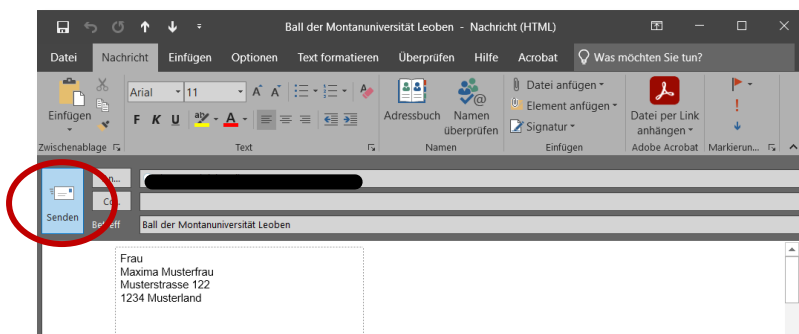 Ball der Montanuniversität Leoben - Nachricht (HTML)
Datei Nachricht Einfügen Optionen Text formatieren Überprüfen Hilfe Acrobat Was möchten Sie tun?
Einfügen
Arial 11 A A
F K U ab A
Adressbuch
Namen
überprüfen
Datei anfügen
Element anfügen
Signatur
Datei per Link
anhängen
Zwischenablage Text Namen Einfügen Adobe Acrobat Markierun...
Senden
An...
Betreff Ball der Montanuniversität Leoben
Frau
Maxima Musterfrau
Musterstrasse 122
1234 Musterland